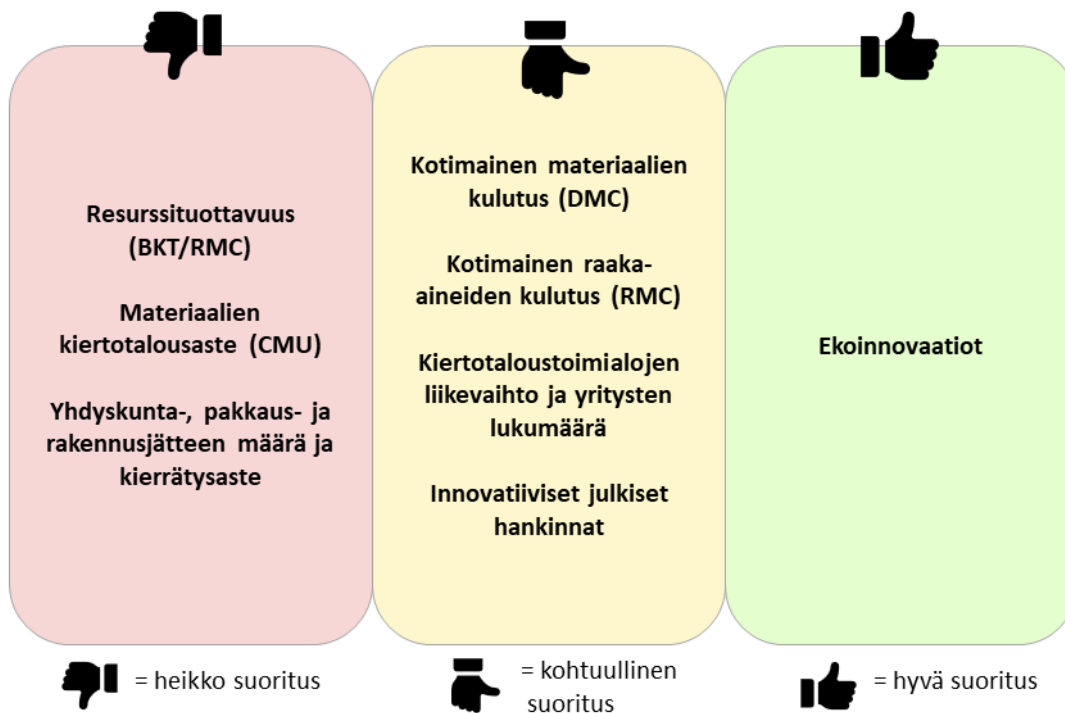 Resurssituottavuus
(BKT/RMC)
Materiaalien
kiertotalousaste (CMU)
Yhdyskunta-, pakkaus- ja
rakennusjätteen määrä ja
kierrätysaste
Kotimainen materiaalien
kulutus (DMC)
Kotimainen raaka-
aineiden kulutus (RMC)
Kiertotaloustoimialojen
liikevaihto ja yritysten
lukumäärä
Innovatiiviset julkiset
hankinnat
Ekoinnovaatiot
= heikko suoritus
= kohtuullinen
suoritus
= hyvä suoritus